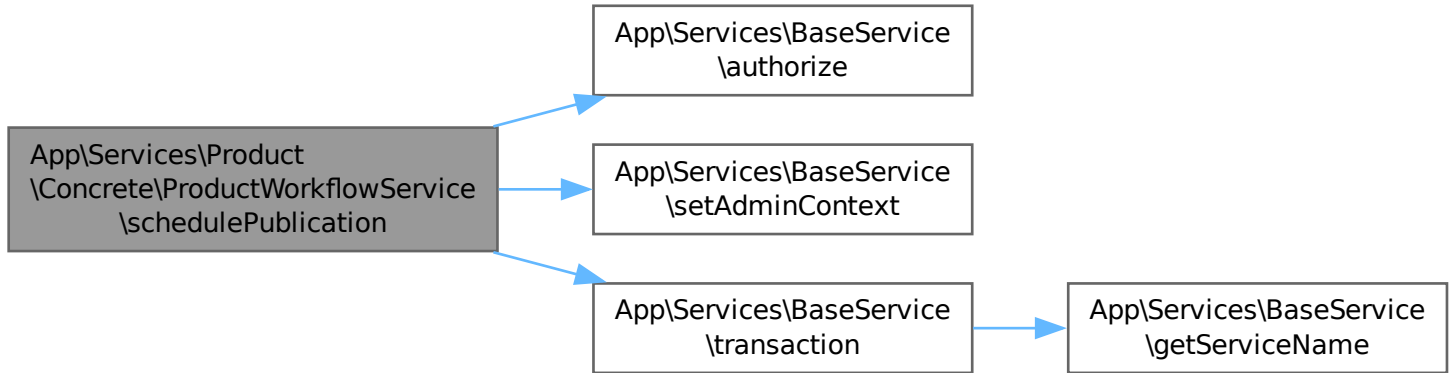 App\Services\Product
\Concrete\ProductWorkflowService
\schedulePublication
App\Services\BaseService
\authorize
App\Services\BaseService
\setAdminContext
App\Services\BaseService
\transaction
App\Services\BaseService
\getServiceName